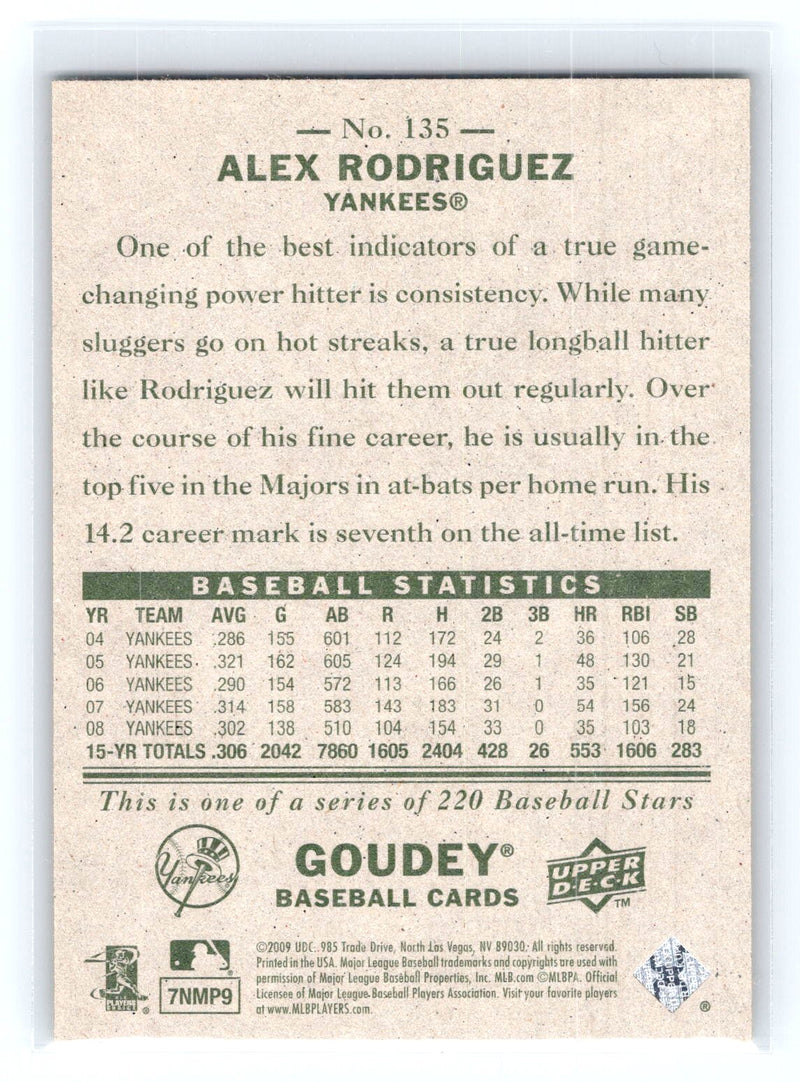 — No. 135 —
ALEX RODRIGUEZ
YANKEES®
One of the best indicators of a true game-
changing power hitter is consistency. While many
sluggers go on hot streaks, a true longball hitter
like Rodriguez will hit them out regularly. Over
the course of his fine career, he is usually in the
top five in the Majors in at-bats per home run. His
14.2 career mark is seventh on the all-time list.
BASEBALL STATISTICS
YR TEAM AVG G AB R H 2B 3B HR RBI SB
04 YANKEES .286 155 601 112 172 24 2 36 106 28
05 YANKEES .321 162 605 124 194 29 1 48 130 21
06 YANKEES .290 154 572 113 166 26 1 35 121 15
07 YANKEES .314 158 583 143 183 31 0 54 156 24
08 YANKEES .302 138 510 104 154 33 0 35 103 18
15-YR TOTALS .306 2042 7860 1605 2404 428 26 553 1606 283
This is one of a series of 220 Baseball Stars
Yankees
GOUDEY®
BASEBALL CARDS
UPPER
D·E·C·K
TM
7NMP9
©2009 UDC. 985 Trade Drive, North Las Vegas, NV 89030. All rights reserved.
Printed in the USA. Major League Baseball trademarks and copyrights are used with
permission of Major League Baseball Properties, Inc. MLB.com ©MLBPA. Official
Licensee of Major League Baseball Players Association. Visit your favorite players
at www.MLBPLAYERS.com.
®